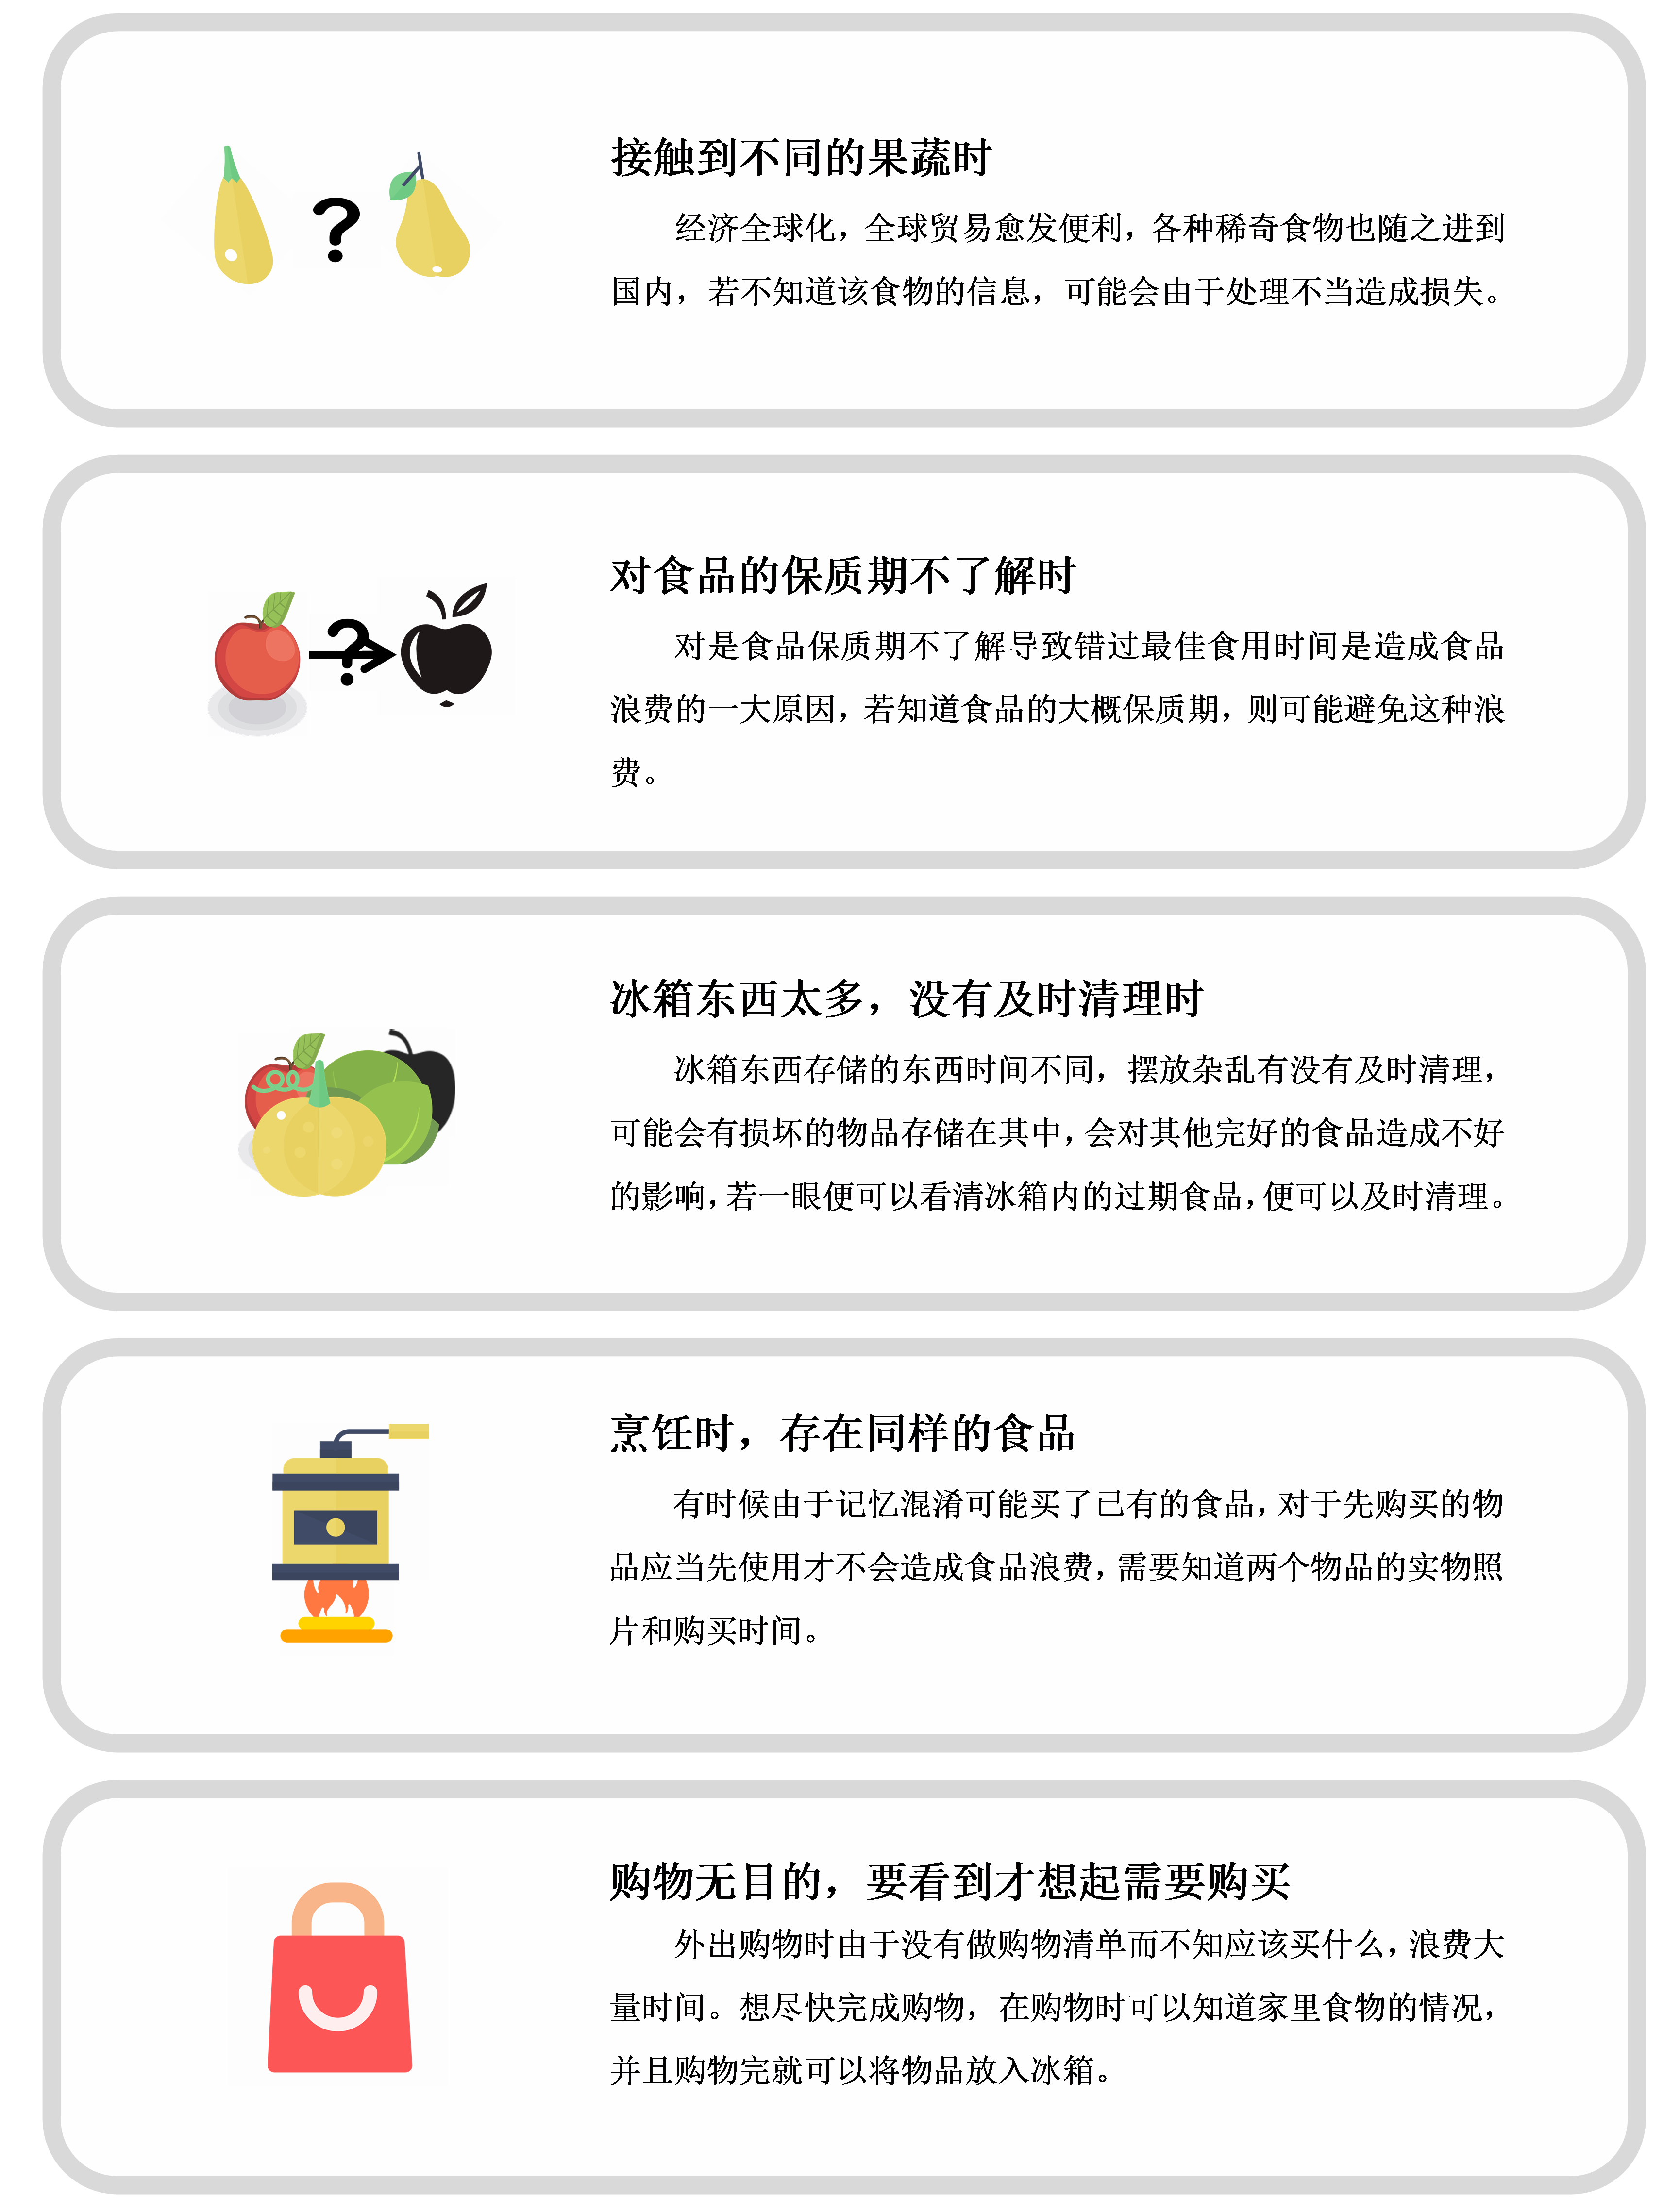 接触到不同的果蔬时
经济全球化，全球贸易愈发便利，各种稀奇食物也随之进到
国内，若不知道该食物的信息，可能会由于处理不当造成损失。
对食品的保质期不了解时
对是食品保质期不了解导致错过最佳食用时间是造成食品
浪费的一大原因，若知道食品的大概保质期，则可能避免这种浪
费。
冰箱东西太多，没有及时清理时
冰箱东西存储的东西时间不同，摆放杂乱有没有及时清理，
可能会有损坏的物品存储在其中，会对其他完好的食品造成不好
的影响，若一眼便可以看清冰箱内的过期食品，便可以及时清理。
烹饪时，存在同样的食品
有时候由于记忆混淆可能买了已有的食品，对于先购买的物
品应当先使用才不会造成食品浪费，需要知道两个物品的实物照
片和购买时间。
购物无目的，要看到才想起需要购买
外出购物时由于没有做购物清单而不知应该买什么，浪费大
量时间。想尽快完成购物，在购物时可以知道家里食物的情况，
并且购物完就可以将物品放入冰箱。